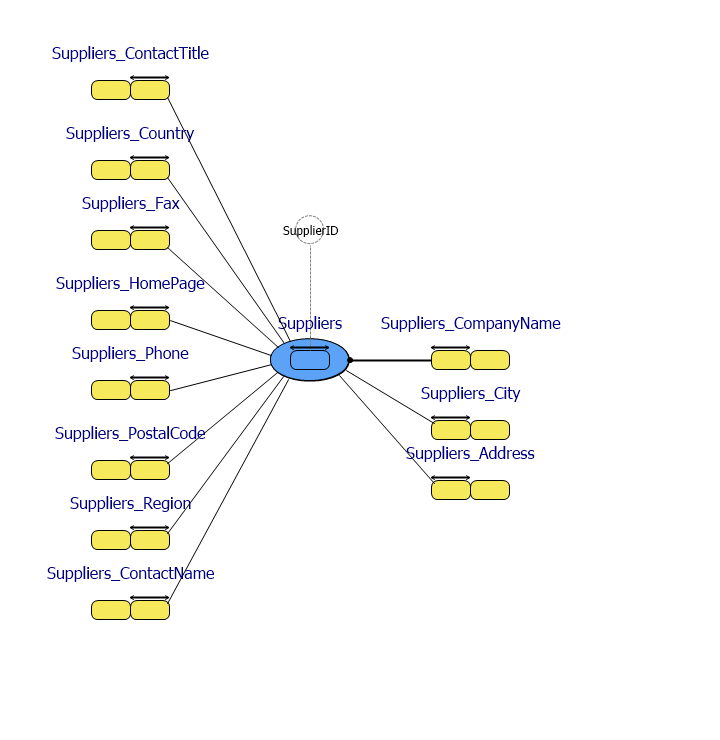 Suppliers_ContactTitle
Suppliers_Country
Suppliers_Fax
SupplierID
Suppliers_HomePage
Suppliers
Suppliers_CompanyName
Suppliers_Phone
Suppliers_City
Suppliers_PostalCode
Suppliers_Address
Suppliers_Region
Suppliers_ContactName